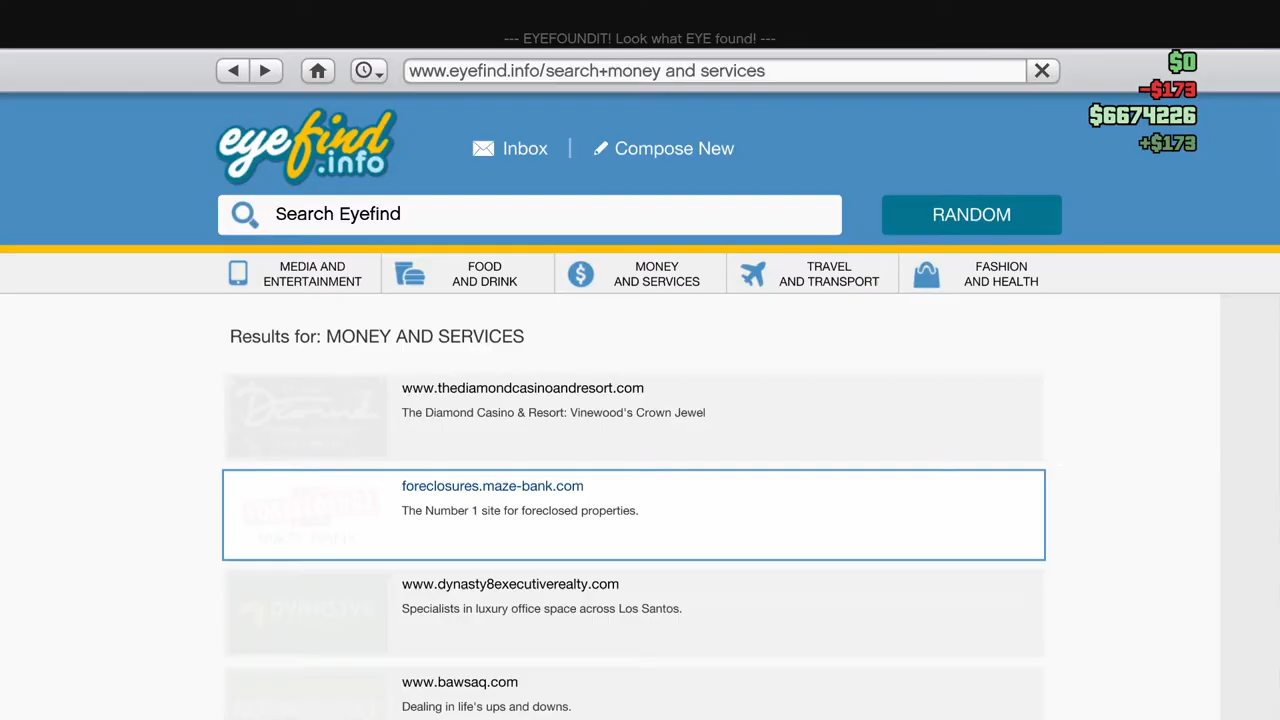 --- EYEFOUNDIT! Look what EYE found! ---
www.eyefind.info/search+money and services
$0
-$173
$6674226
+$173
eyefind
.info
Inbox
Compose New
Search Eyefind
RANDOM
MEDIA AND
ENTERTAINMENT
FOOD
AND DRINK
MONEY
AND SERVICES
TRAVEL
AND TRANSPORT
FASHION
AND HEALTH
Results for: MONEY AND SERVICES
Diamond
www.thediamondcasinoandresort.com
The Diamond Casino & Resort: Vinewood's Crown Jewel
foreclosures.maze-bank.com
The Number 1 site for foreclosed properties.
www.dynasty8executiverealty.com
Specialists in luxury office space across Los Santos.
www.bawsaq.com
Dealing in life's ups and downs.